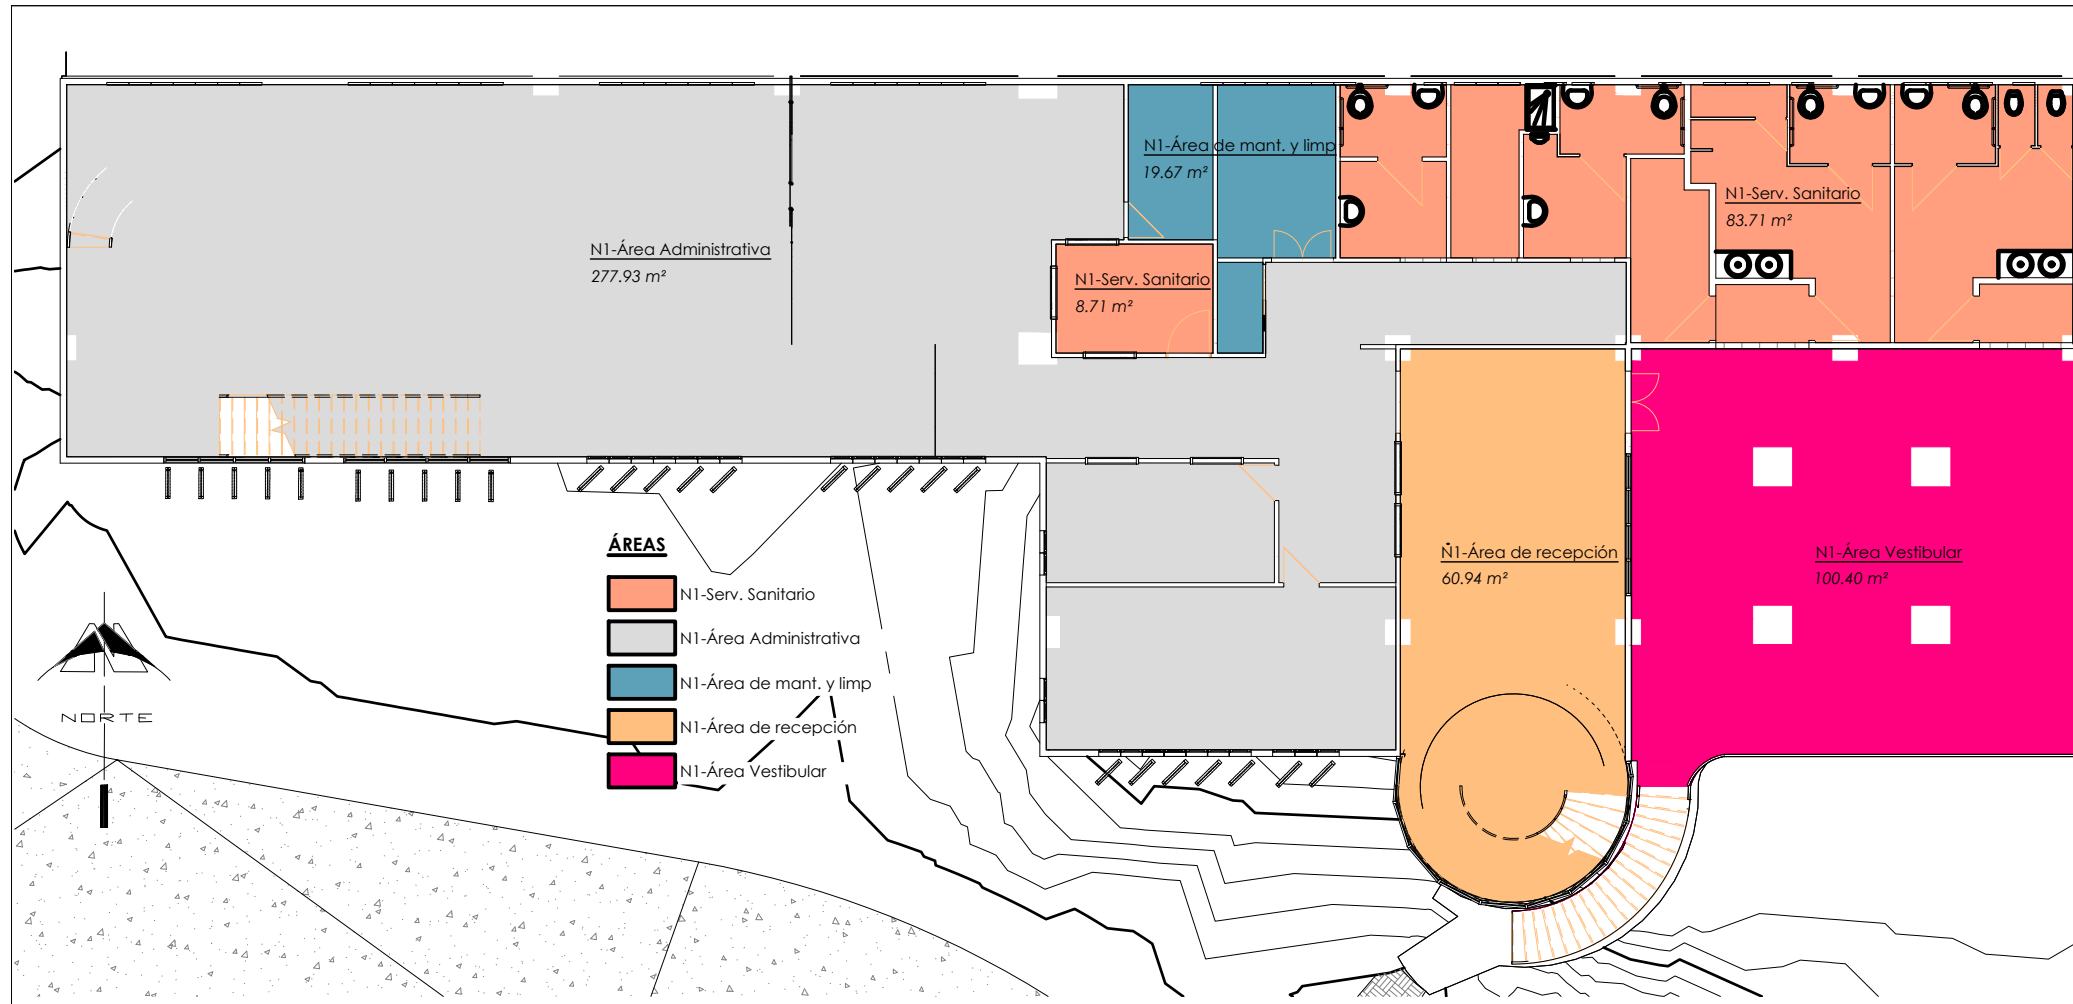 N1-Área de mant. y limp
19.67 m²
N1-Serv. Sanitario
83.71 m²
N1-Área Administrativa
277.93 m²
N1-Serv. Sanitario
8.71 m²
N1-Área de recepción
60.94 m²
N1-Área Vestibular
100.40 m²
ÁREAS
N1-Serv. Sanitario
N1-Área Administrativa
N1-Área de mant. y limp
N1-Área de recepción
N1-Área Vestibular
NORTE